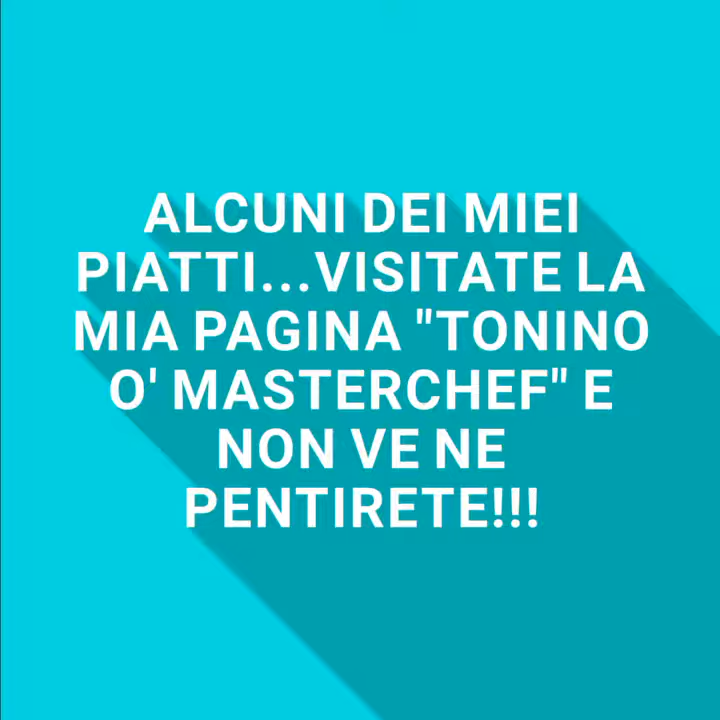 ALCUNI DEI MIEI
PIATTI...VISITATE LA
MIA PAGINA "TONINO
O' MASTERCHEF" E
NON VE NE
PENTIRETE!!!